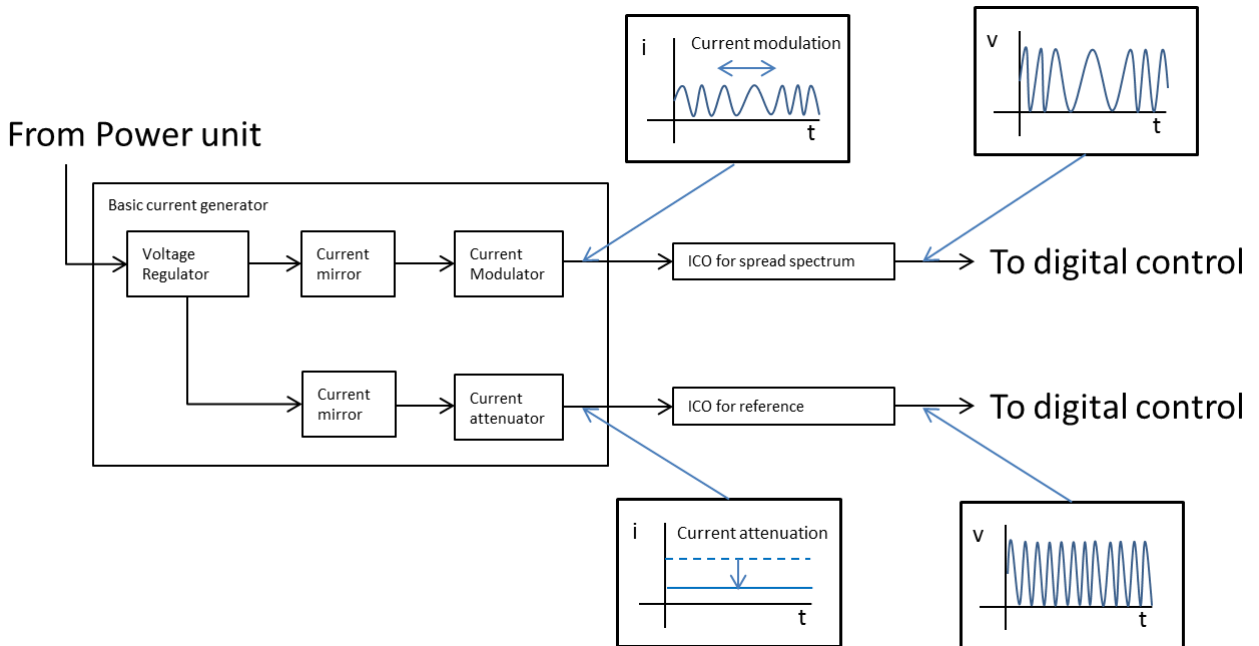 i
Current modulation
t
v
t
From Power unit
Basic current generator
Voltage
Regulator
Current
mirror
Current
Modulator
ICO for spread spectrum
To digital control
Current
mirror
Current
attenuator
ICO for reference
To digital control
i
Current attenuation
t
v
t